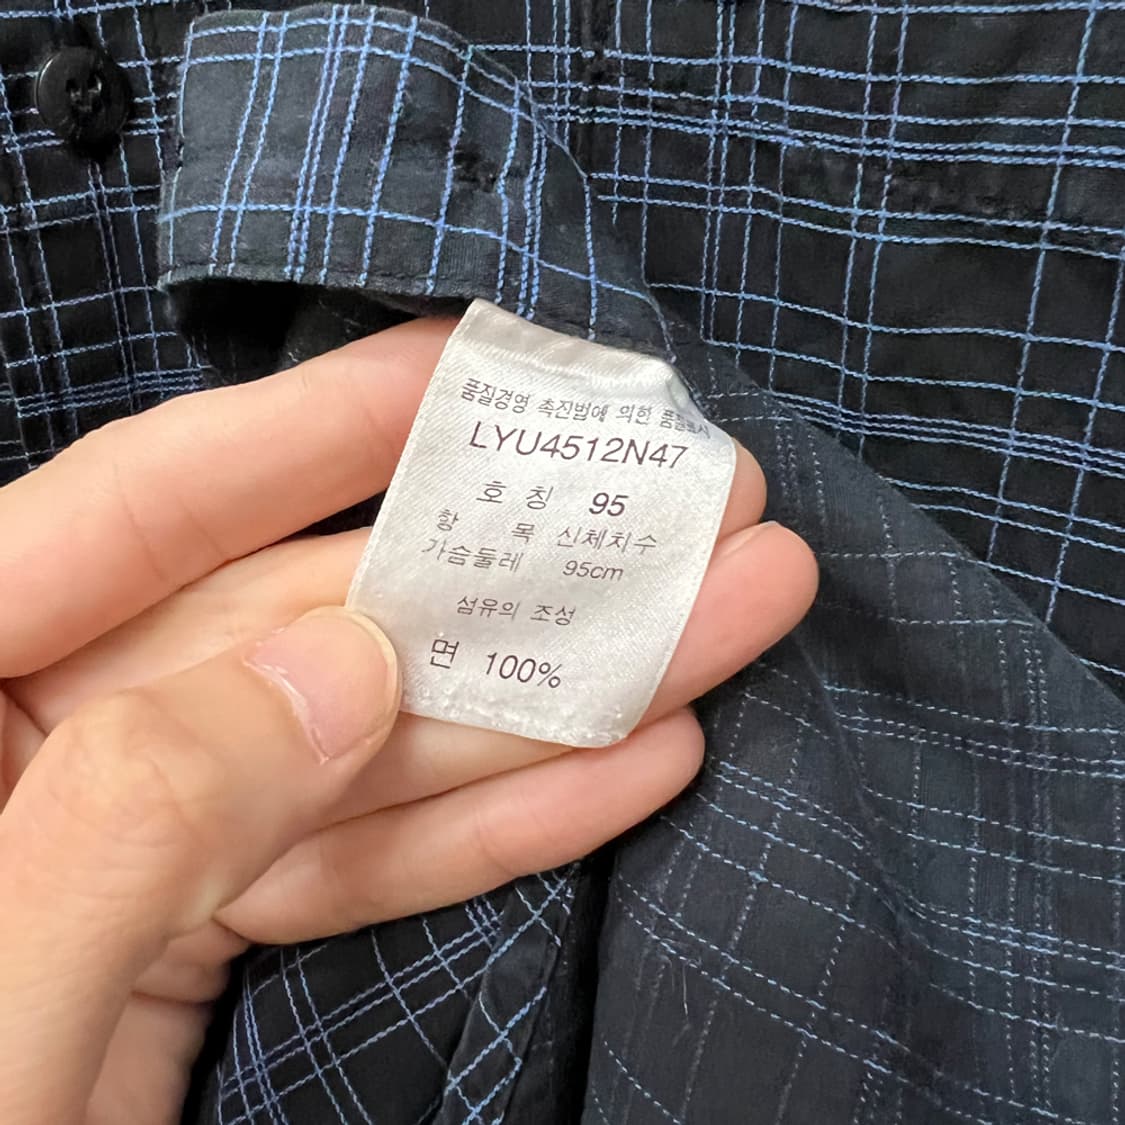 품질경영 촉진법에 의한 품질표시
LYU4512N47
호 칭 95
항 목 신체치수
가슴둘레 95cm
섬유의 조성
면 100%